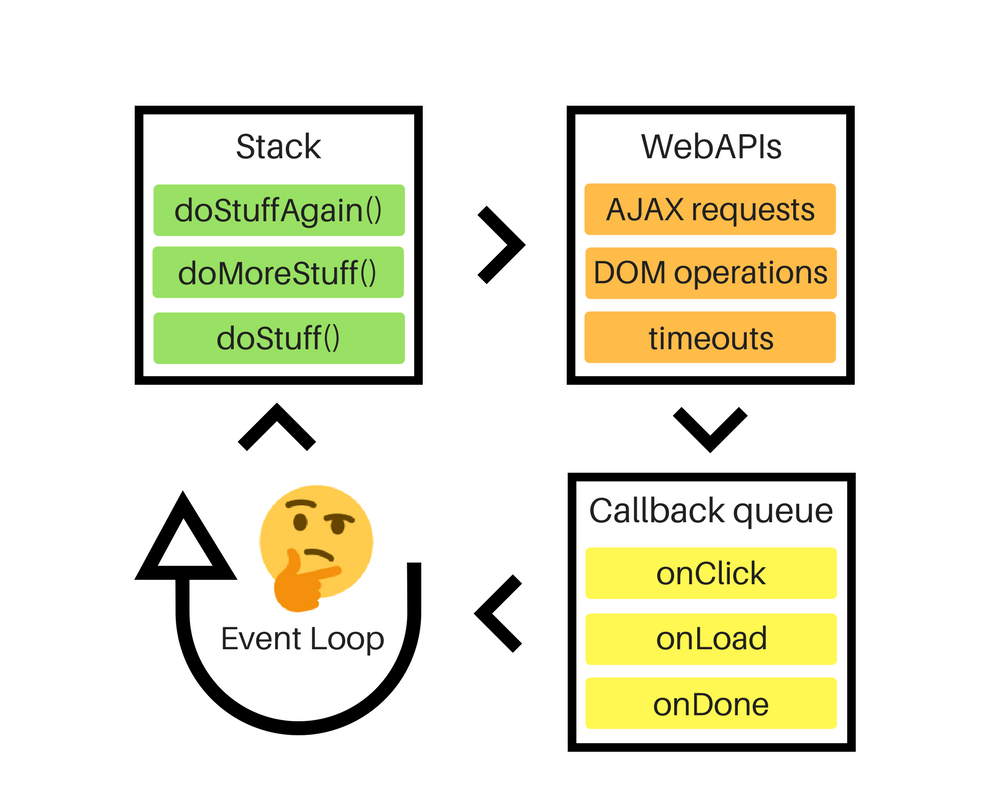 Stack
doStuffAgain()
doMoreStuff()
doStuff()
WebAPIs
AJAX requests
DOM operations
timeouts
Callback queue
onClick
onLoad
onDone
Event Loop